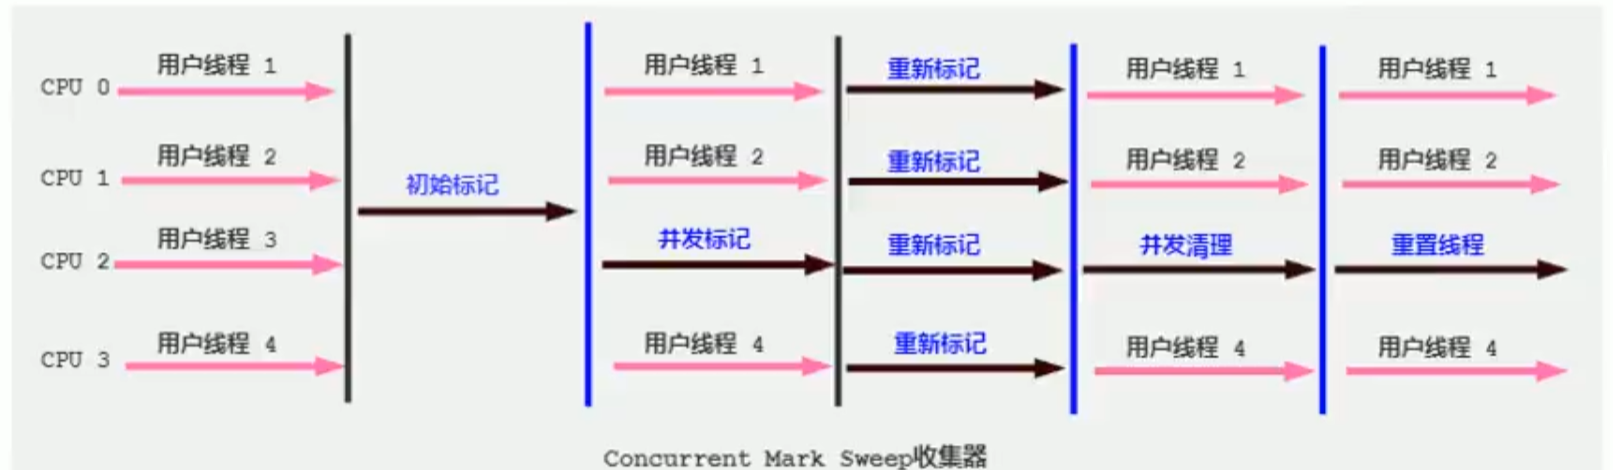 用户线程 1 用户线程 1 重新标记 用户线程 1 用户线程 1
CPU 0
用户线程 2 用户线程 2 重新标记 用户线程 2 用户线程 2
CPU 1
初始标记
用户线程 3 并发标记 重新标记 并发清理 重置线程
CPU 2
用户线程 4 用户线程 4 重新标记 用户线程 4 用户线程 4
CPU 3
Concurrent Mark Sweep收集器